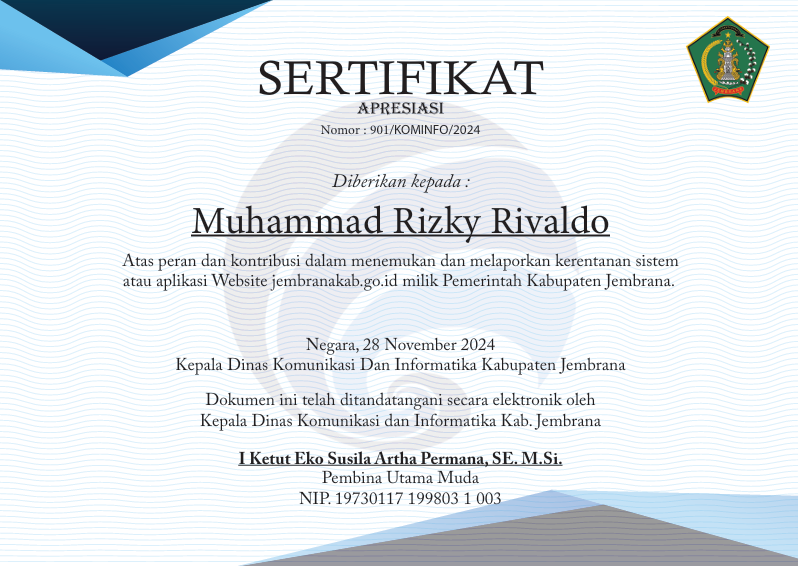 SERTIFIKAT
APRESIASI
Nomor : 901/KOMINFO/2024
Diberikan kepada :
Muhammad Rizky Rivaldo
Atas peran dan kontribusi dalam menemukan dan melaporkan kerentanan sistem
atau aplikasi Website jembranakab.go.id milik Pemerintah Kabupaten Jembrana.
Negara, 28 November 2024
Kepala Dinas Komunikasi Dan Informatika Kabupaten Jembrana
Dokumen ini telah ditandatangani secara elektronik oleh
Kepala Dinas Komunikasi dan Informatika Kab. Jembrana
I Ketut Eko Susila Artha Permana, SE. M.Si.
Pembina Utama Muda
NIP. 19730117 199803 1 003